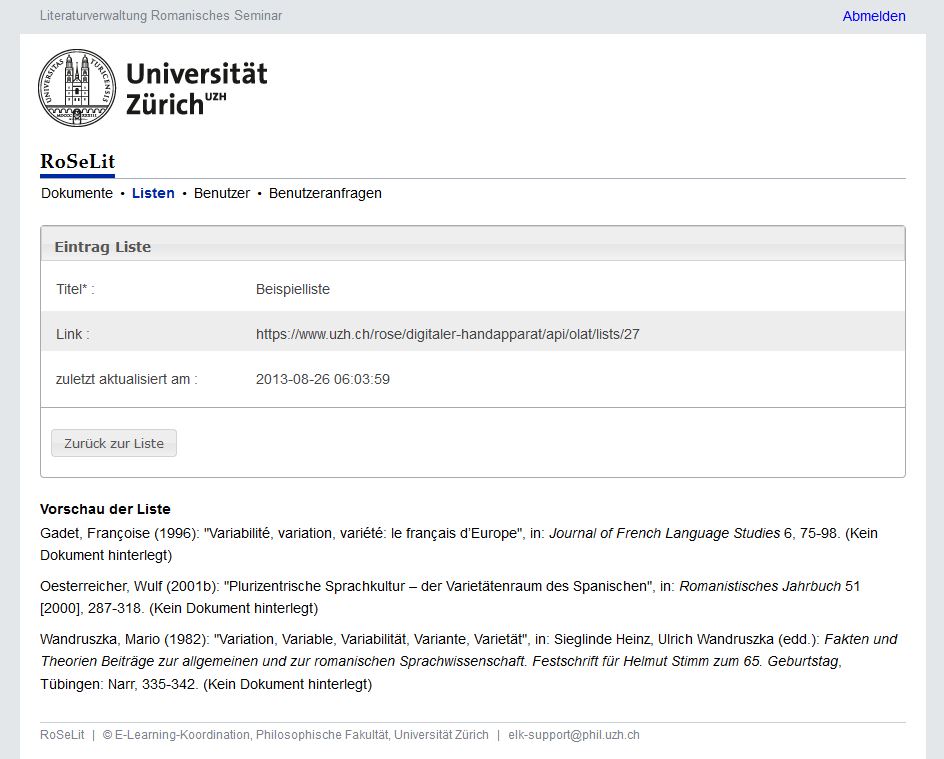 Literaturverwaltung Romanisches Seminar
Abmelden
Universität
Zürich UZH
RoSeLit
Dokumente • Listen • Benutzer • Benutzeranfragen
Eintrag Liste
Titel* : Beispielliste
Link : https://www.uzh.ch/rose/digitaler-handapparat/api/olat/lists/27
zuletzt aktualisiert am : 2013-08-26 06:03:59
Zurück zur Liste
Vorschau der Liste
Gadet, Françoise (1996): "Variabilité, variation, variété: le français d’Europe", in: Journal of French Language Studies 6, 75-98. (Kein
Dokument hinterlegt)
Oesterreicher, Wulf (2001b): "Plurizentrische Sprachkultur – der Varietätenraum des Spanischen", in: Romanistisches Jahrbuch 51
[2000], 287-318. (Kein Dokument hinterlegt)
Wandruszka, Mario (1982): "Variation, Variable, Variabilität, Variante, Varietät", in: Sieglinde Heinz, Ulrich Wandruszka (edd.): Fakten und
Theorien Beiträge zur allgemeinen und zur romanischen Sprachwissenschaft. Festschrift für Helmut Stimm zum 65. Geburtstag,
Tübingen: Narr, 335-342. (Kein Dokument hinterlegt)
RoSeLit | © E-Learning-Koordination, Philosophische Fakultät, Universität Zürich | elk-support@phil.uzh.ch